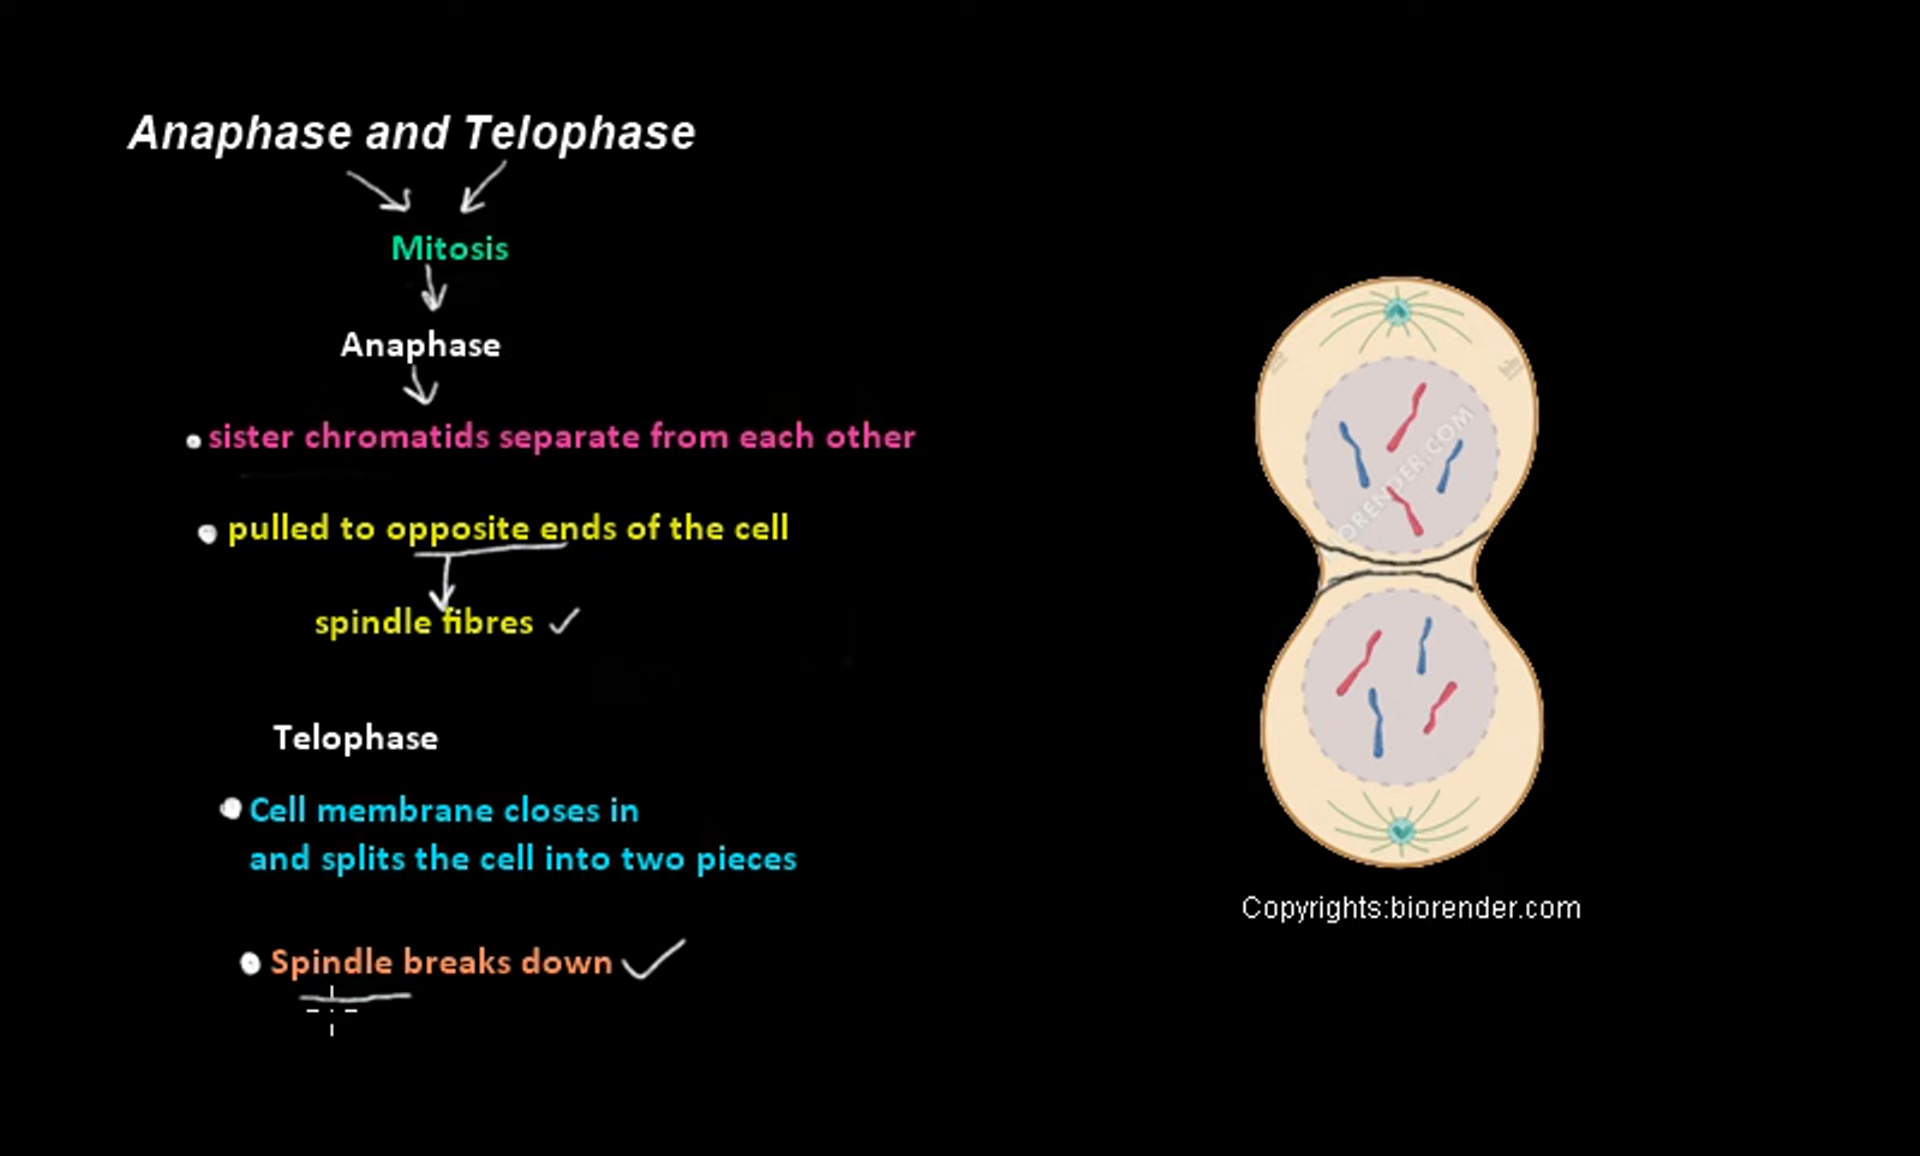 Anaphase and Telophase
Mitosis
Anaphase
sister chromatids separate from each other
pulled to opposite ends of the cell
spindle fibres
Telophase
Cell membrane closes in
and splits the cell into two pieces
Spindle breaks down
ORENDER.COM
Copyrights:biorender.com